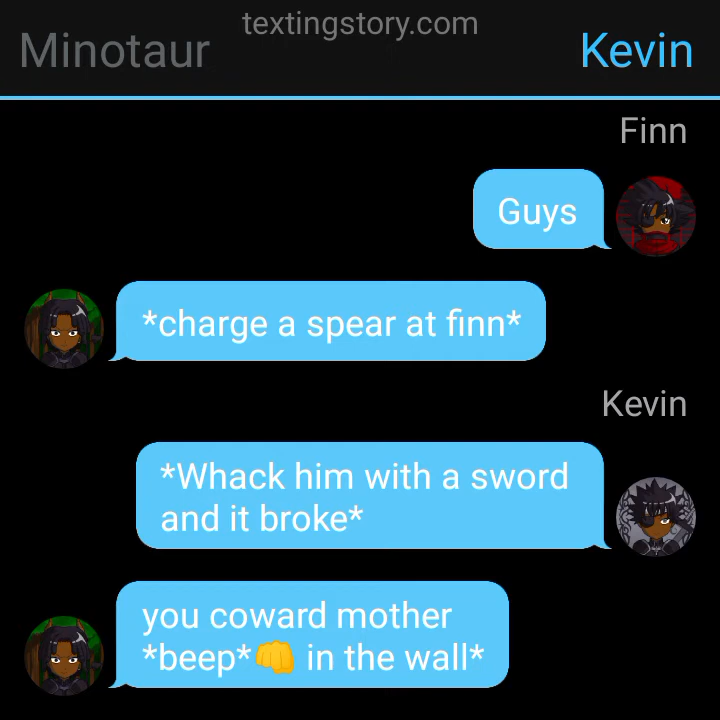 textingstory.com
Minotaur
Kevin
Finn
Guys
*charge a spear at finn*
Kevin
*Whack him with a sword
and it broke*
you coward mother
*beep*👊 in the wall*